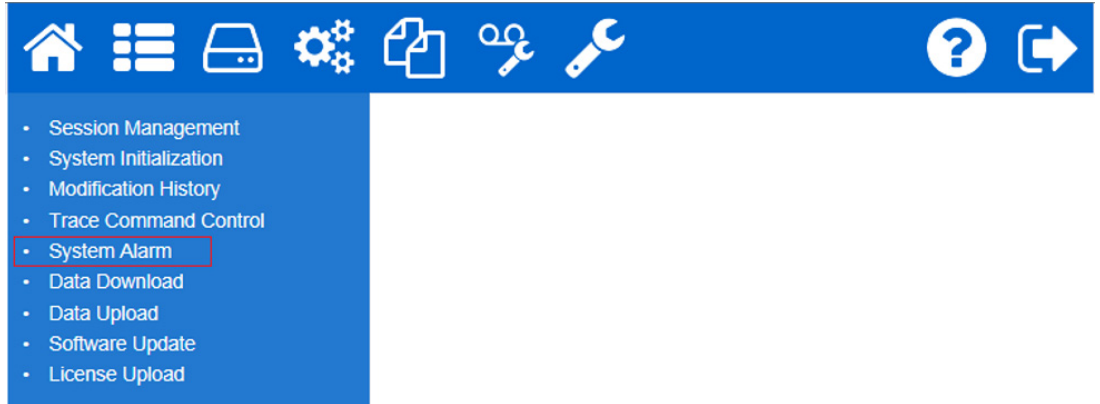 Session Management
System Initialization
Modification History
Trace Command Control
System Alarm
Data Download
Data Upload
Software Update
License Upload